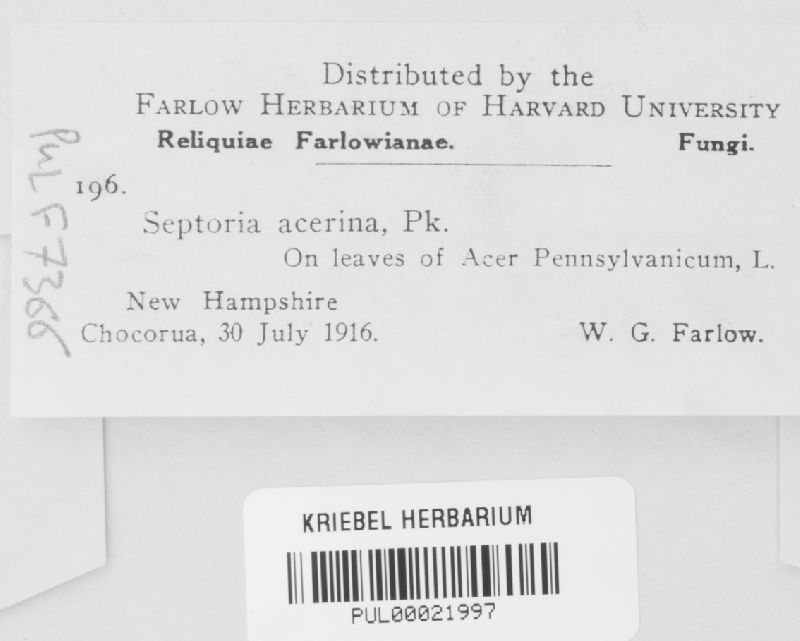 Distributed by the
FARLOW HERBARIUM OF HARVARD UNIVERSITY
Reliquiae Farlowianae. Fungi.
196.
Septoria acerina, Pk.
On leaves of Acer Pennsylvanicum, L.
New Hampshire
Chocorua, 30 July 1916. W. G. Farlow.
PUL F7366
KRIEBEL HERBARIUM
PUL00021997